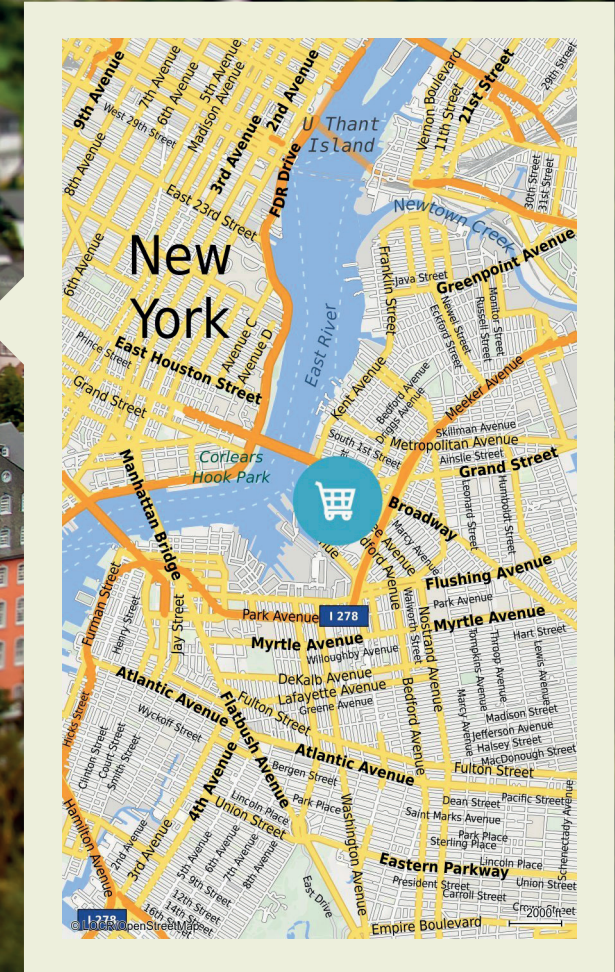 9th Avenue
7th Avenue
6th Avenue
5th Avenue
Madison Avenue
2nd Avenue
West 29th Street
3rd Avenue
8th Avenue
East 23rd Street
FDR Drive
U Thant
Island
Vernon Boulevard
11th Street
21st Street
29th Street
30th Street
31st Street
Newtown Creek
New
York
6th Avenue
Franklin Street
Java Street
Greenpoint Avenue
Newel Street
Eckford Street
Russell Street
Monitor Street
Avenue C
Avenue D
East River
Prince Street
East Houston Street
Grand Street
Kent Avenue
Bedford Avenue
Driggs Avenue
Meeker Avenue
South 1st Street
Skillman Avenue
Metropolitan Avenue
Ainslie Street
Grand Street
Corlears
Hook Park
Manhattan Bridge
Leonard Street
Humboldt Street
Broadway
Marcy Avenue
Flushing Avenue
Furman Street
Henry Street
Jay Street
Park Avenue
I 278
Park Avenue
Myrtle Avenue
Myrtle Avenue
Willoughby Avenue
Walworth Street
Nostrand Avenue
Hart Street
Tompkins Avenue
Throop Avenue
Lewis Avenue
DeKalb Avenue
Lafayette Avenue
Greene Avenue
Bedford Avenue
Marcy Avenue
Atlantic Avenue
Flatbush Avenue
Fulton Street
Hicks Street
Wyckoff Street
Clinton Street
Court Street
Smith Street
Madison Street
Jefferson Avenue
Halsey Street
MacDonough Street
Atlantic Avenue
Fulton Street
Bergen Street
4th Avenue
Lincoln Place
Park Place
Union Street
Washington Avenue
Dean Street
Pacific Street
Saint Marks Avenue
Schenectady Avenue
Park Place
Sterling Place
Hamilton Avenue
2nd Avenue
3rd Avenue
5th Avenue
6th Avenue
7th Avenue
8th Avenue
9th Street
12th Street
14th Street
16th Street
East Drive
Eastern Parkway
Lincoln Place
President Street
Union Street
Carroll Street
Empire Boulevard
2000 ft
I 278